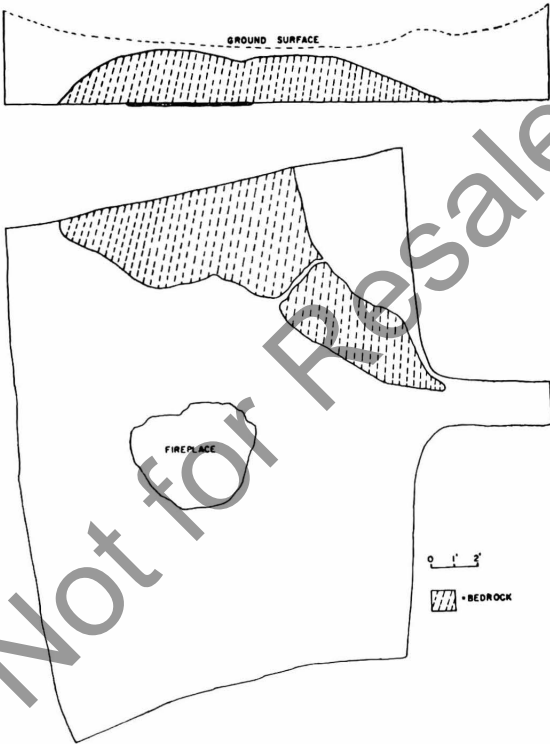 GROUND SURFACE
FIREPLACE
0 1' 2'
=BEDROCK
Not for Resale